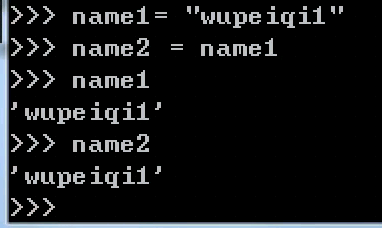 >>> name1= "wupeiqi1"
>>> name2 = name1
>>> name1
'wupeiqi1'
>>> name2
'wupeiqi1'
>>>